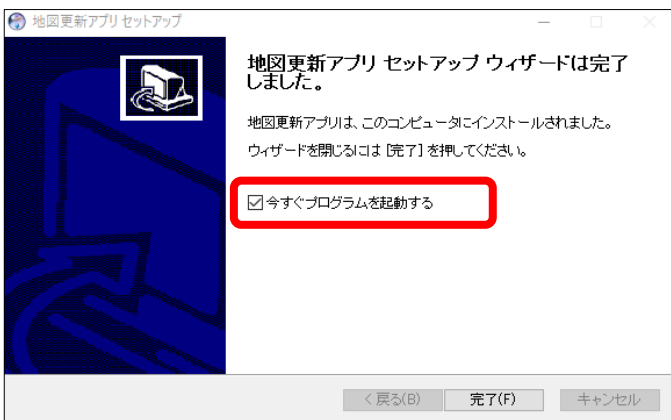 地図更新アプリ セットアップ
地図更新アプリ セットアップ ウィザードは完了
しました。
地図更新アプリは、このコンピュータにインストールされました。
ウィザードを閉じるには [完了] を押してください。
今すぐプログラムを起動する
< 戻る(B) 完了(F) キャンセル